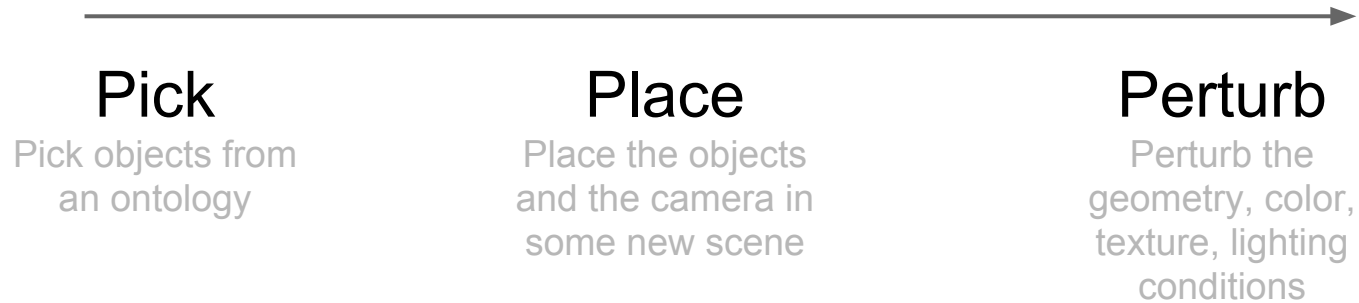 Pick
Pick objects from
an ontology
Place
Place the objects
and the camera in
some new scene
Perturb
Perturb the
geometry, color,
texture, lighting
conditions